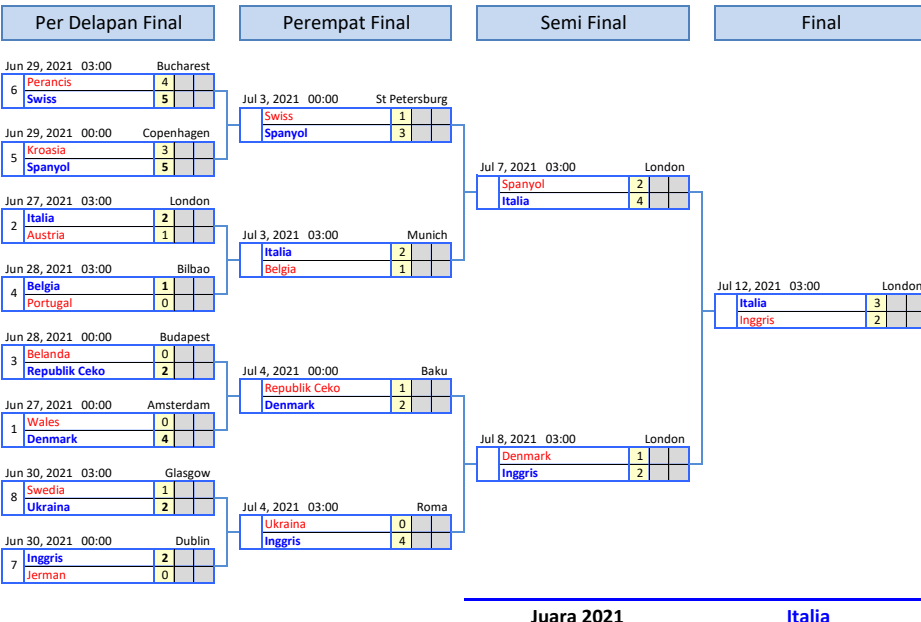 Per Delapan Final
Perempat Final
Semi Final
Final
Jun 29, 2021 03:00 Bucharest
6
Perancis 4
Swiss 5
Jun 29, 2021 00:00 Copenhagen
5
Kroasia 3
Spanyol 5
Jun 27, 2021 03:00 London
2
Italia 2
Austria 1
Jun 28, 2021 03:00 Bilbao
4
Belgia 1
Portugal 0
Jun 28, 2021 00:00 Budapest
3
Belanda 0
Republik Ceko 2
Jun 27, 2021 00:00 Amsterdam
1
Wales 0
Denmark 4
Jun 30, 2021 03:00 Glasgow
8
Swedia 1
Ukraina 2
Jun 30, 2021 00:00 Dublin
7
Inggris 2
Jerman 0
Jul 3, 2021 00:00 St Petersburg
Swiss 1
Spanyol 3
Jul 3, 2021 03:00 Munich
Italia 2
Belgia 1
Jul 4, 2021 00:00 Baku
Republik Ceko 1
Denmark 2
Jul 4, 2021 03:00 Roma
Ukraina 0
Inggris 4
Jul 7, 2021 03:00 London
Spanyol 2
Italia 4
Jul 8, 2021 03:00 London
Denmark 1
Inggris 2
Jul 12, 2021 03:00 London
Italia 3
Inggris 2
Juara 2021 Italia